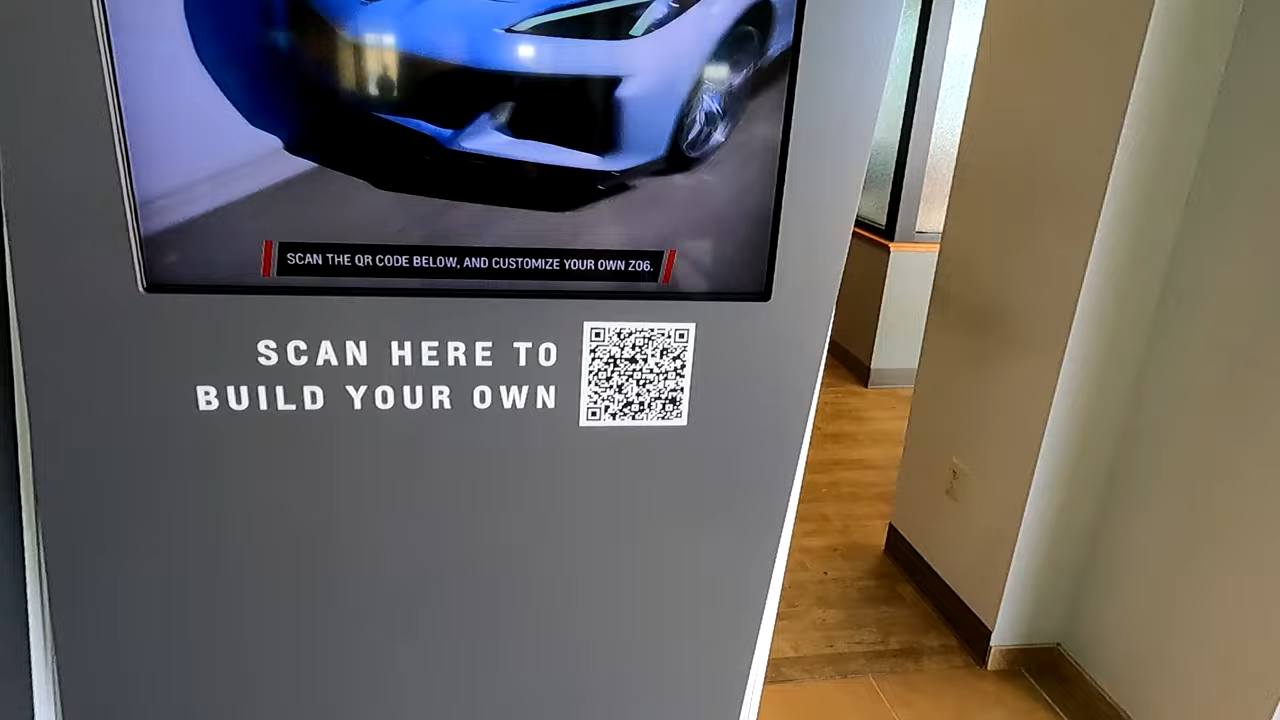 SCAN THE QR CODE BELOW, AND CUSTOMIZE YOUR OWN Z06.
SCAN HERE TO
BUILD YOUR OWN